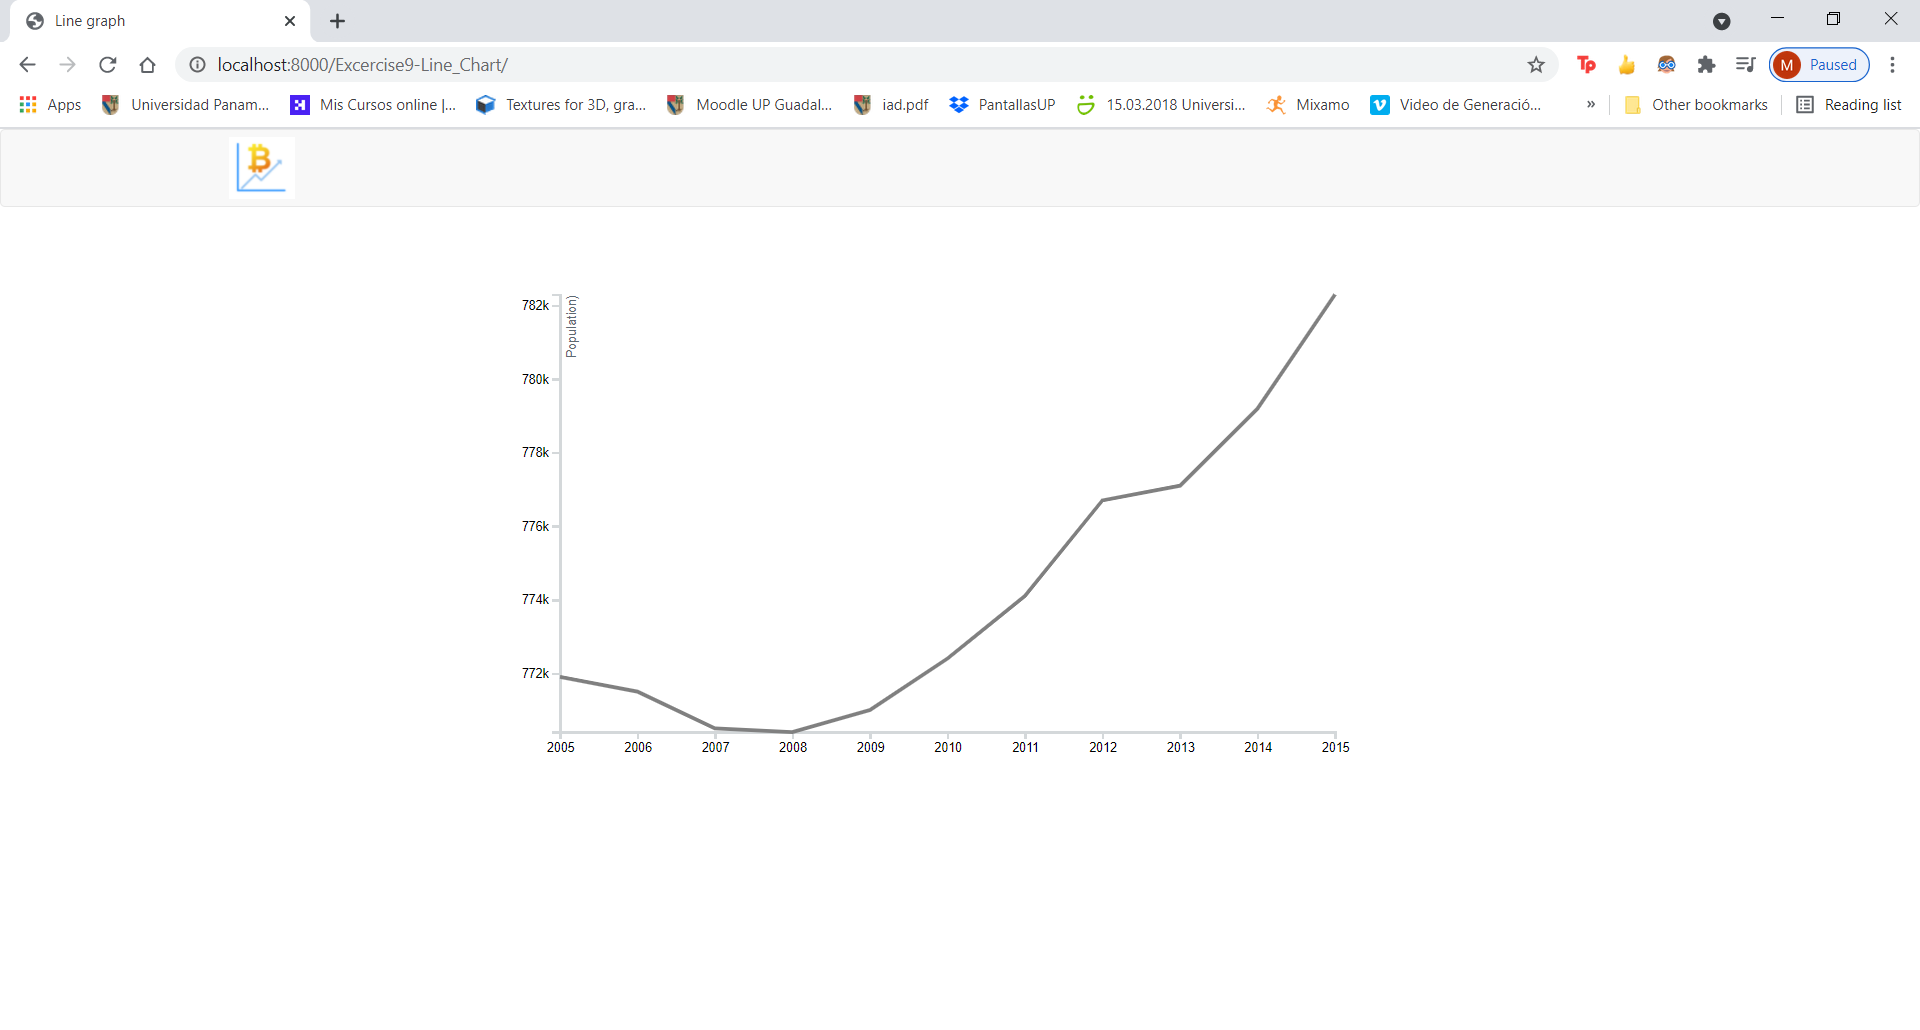 Line graph
localhost:8000/Excercise9-Line_Chart/
Tp
M Paused
Apps Universidad Panam... Mis Cursos online |... Textures for 3D, gra... Moodle UP Guadal... iad.pdf PantallasUP 15.03.2018 Universi... Mixamo Video de Generació... » Other bookmarks Reading list
Population)
782k
780k
778k
776k
774k
772k
2005 2006 2007 2008 2009 2010 2011 2012 2013 2014 2015